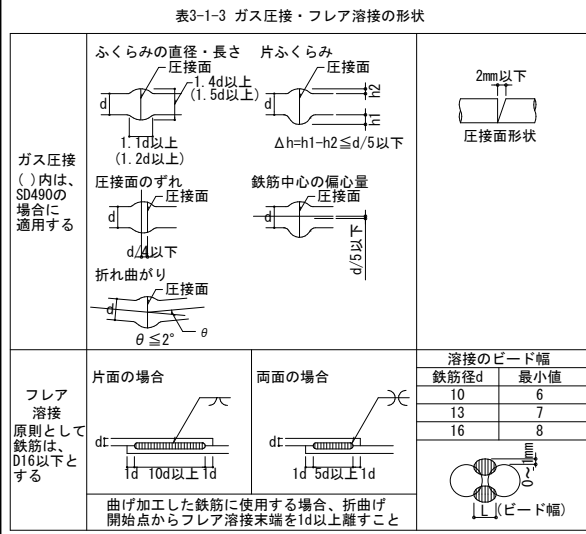 表3-1-3 ガス圧接・フレア溶接の形状
ガス圧接
( )内は、
SD490の
場合に
適用する
ふくらみの直径・長さ
圧接面
d
1.4d以上
(1.5d以上)
1.1d以上
(1.2d以上)
片ふくらみ
圧接面
d
h2
h1
Δh=h1-h2≦d/5以下
2mm以下
圧接面形状
圧接面のずれ
圧接面
d
d/4以下
鉄筋中心の偏心量
圧接面
d
d/5以下
折れ曲がり
圧接面
d
θ
θ≦2°
フレア
溶接
原則として
鉄筋は、
D16以下と
する
片面の場合
d
1d 10d以上 1d
両面の場合
d
1d 5d以上 1d
曲げ加工した鉄筋に使用する場合、折曲げ
開始点からフレア溶接末端を1d以上離すこと
溶接のビード幅
鉄筋径d 最小値
10 6
13 7
16 8
0~1mm
L (ビード幅)